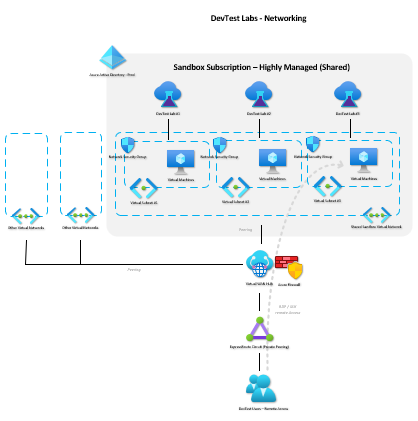 DevTest Labs - Networking
Azure Active Directory - (Free)
Sandbox Subscription – Highly Managed (Shared)
DevTest Lab #1
DevTest Lab #2
DevTest Lab #3
Network Security Group
Network Security Group
Network Security Group
Virtual Machines
Virtual Machines
Virtual Machines
Virtual Subnet #1
Virtual Subnet #2
Virtual Subnet #3
Other Virtual Networks
Other Virtual Networks
Shared Sandbox Virtual Network
Peering
Peering
Virtual WAN HUB
Azure Firewall
RDP / SSH
remote Access
ExpressRoute Circuit (Private Peering)
DevTest Users – Remote Access